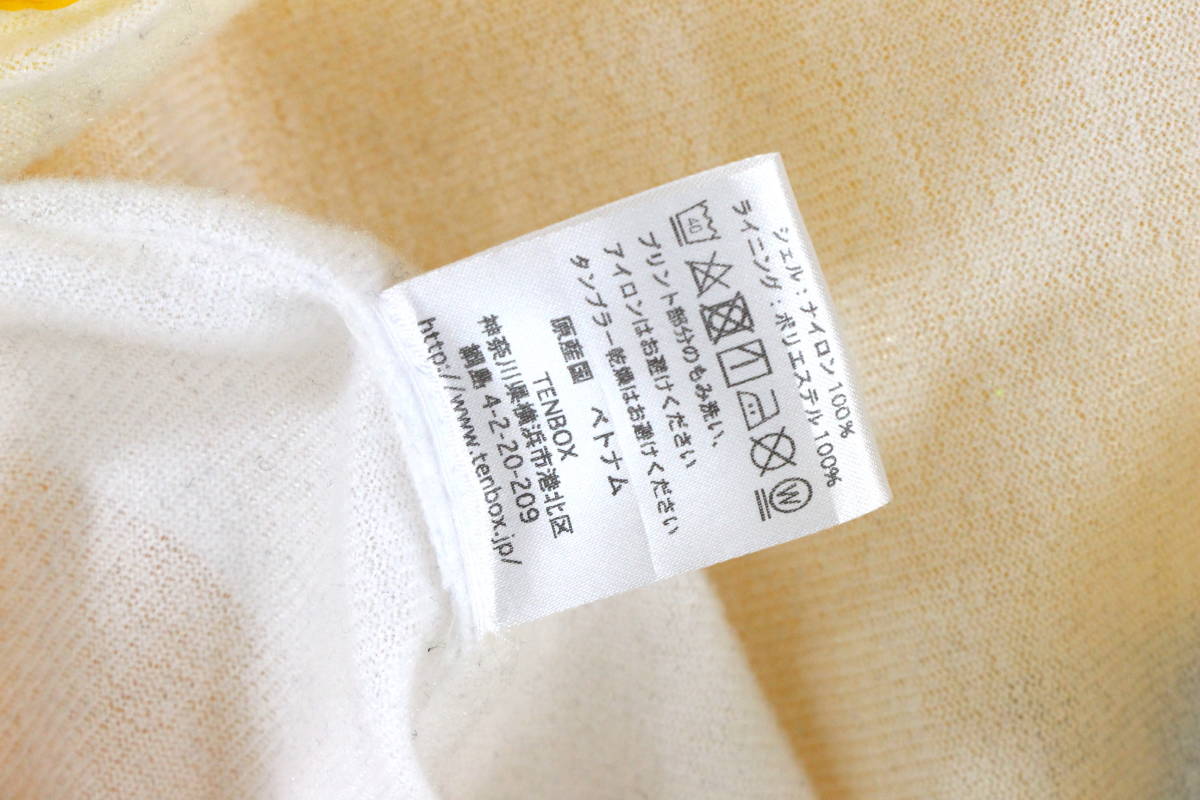 シェル：ナイロン 100%
ライニング：ポリエステル 100%
40
W
プリント部分のもみ洗い、
アイロンはお避けください
タンブラー乾燥はお避けください
原産国　ベトナム
TENBOX
神奈川県横浜市港北区
綱島 4-2-20-209
http://www.tenbox.jp/